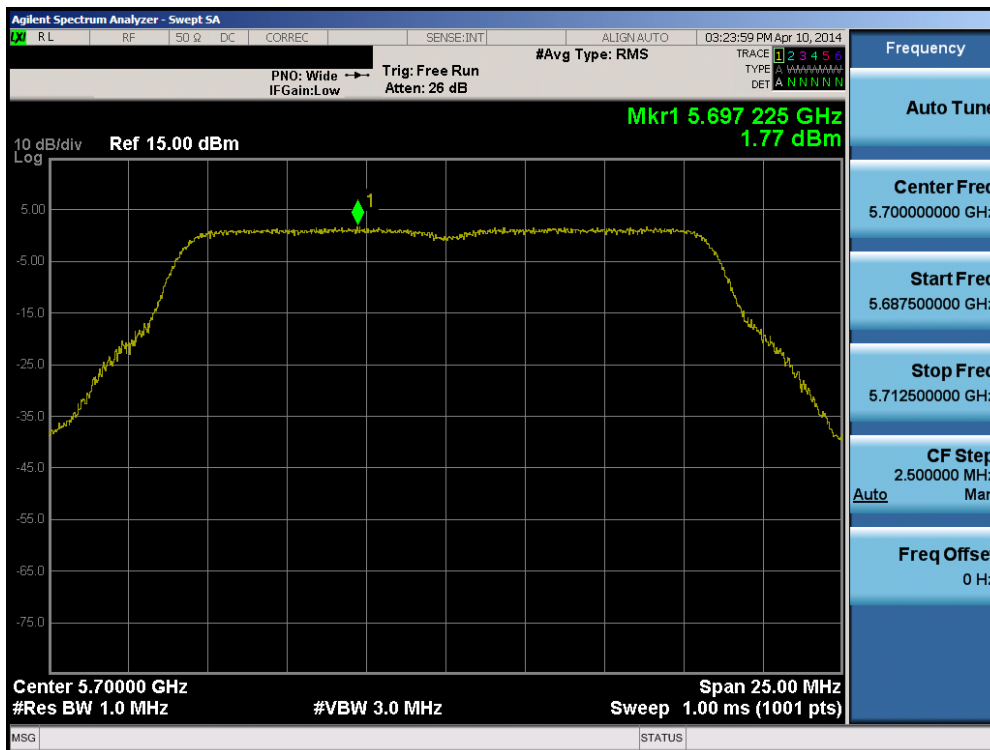 Agilent Spectrum Analyzer - Swept SA
LXI RL RF 50 Ω DC CORREC SENSE:INT ALIGN AUTO 03:23:59 PM Apr 10, 2014
#Avg Type: RMS
TRACE 1 2 3 4 5 6
TYPE A WWWWW
DET A N N N N N
PNO: Wide
IFGain:Low
Trig: Free Run
Atten: 26 dB
Mkr1 5.697 225 GHz
1.77 dBm
10 dB/div
Log
Ref 15.00 dBm
1
5.00
-5.00
-15.0
-25.0
-35.0
-45.0
-55.0
-65.0
-75.0
Center 5.70000 GHz
Span 25.00 MHz
#Res BW 1.0 MHz
#VBW 3.0 MHz
Sweep 1.00 ms (1001 pts)
MSG
STATUS
Frequency
Auto Tune
Center Freq
5.700000000 GHz
Start Freq
5.687500000 GHz
Stop Freq
5.712500000 GHz
CF Step
2.500000 MHz
Auto Man
Freq Offset
0 Hz